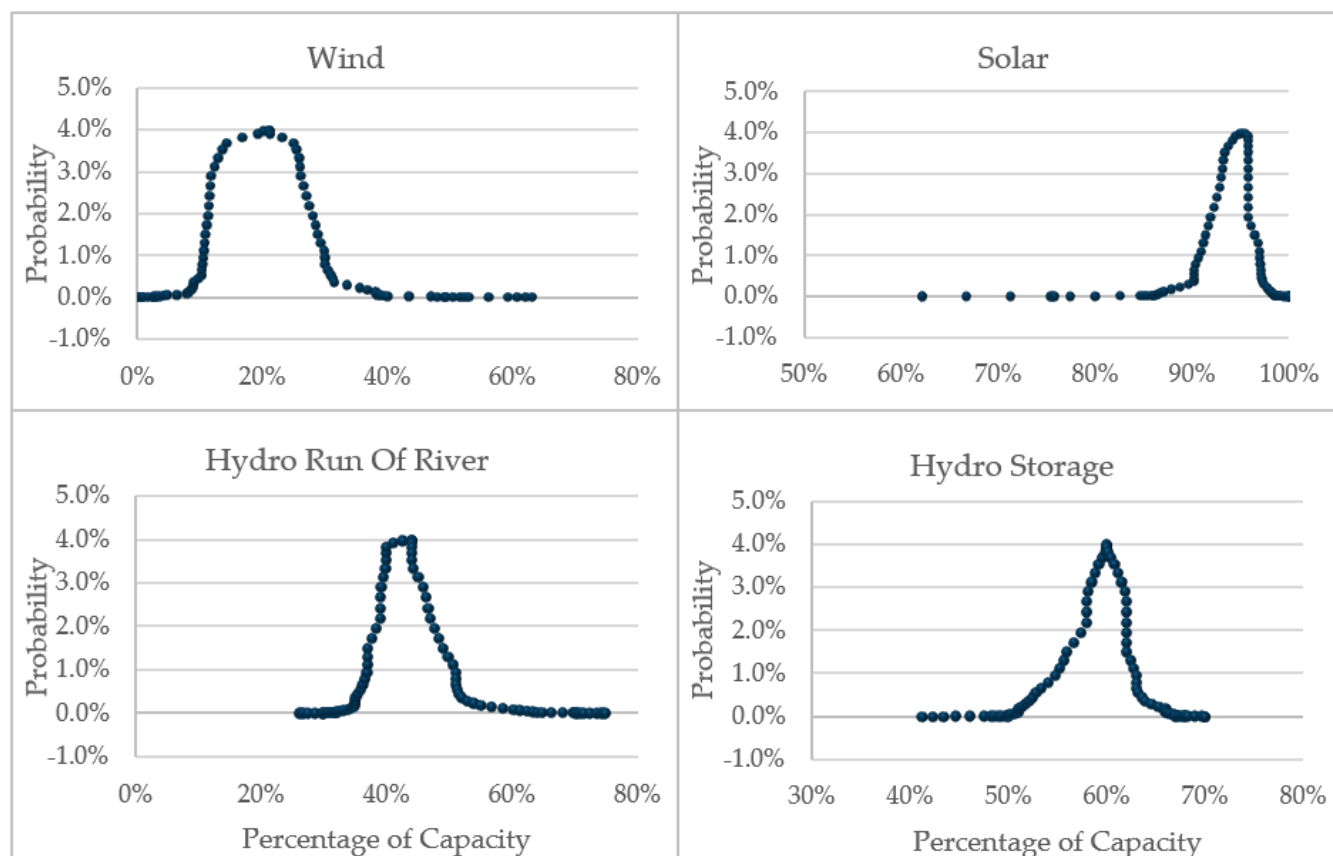 Wind
5.0%
4.0%
3.0%
2.0%
1.0%
0.0%
-1.0%
Probability
0% 20% 40% 60% 80%
Solar
5.0%
4.0%
3.0%
2.0%
1.0%
0.0%
-1.0%
Probability
50% 60% 70% 80% 90% 100%
Hydro Run Of River
5.0%
4.0%
3.0%
2.0%
1.0%
0.0%
-1.0%
Probability
0% 20% 40% 60% 80%
Percentage of Capacity
Hydro Storage
5.0%
4.0%
3.0%
2.0%
1.0%
0.0%
-1.0%
Probability
30% 40% 50% 60% 70% 80%
Percentage of Capacity